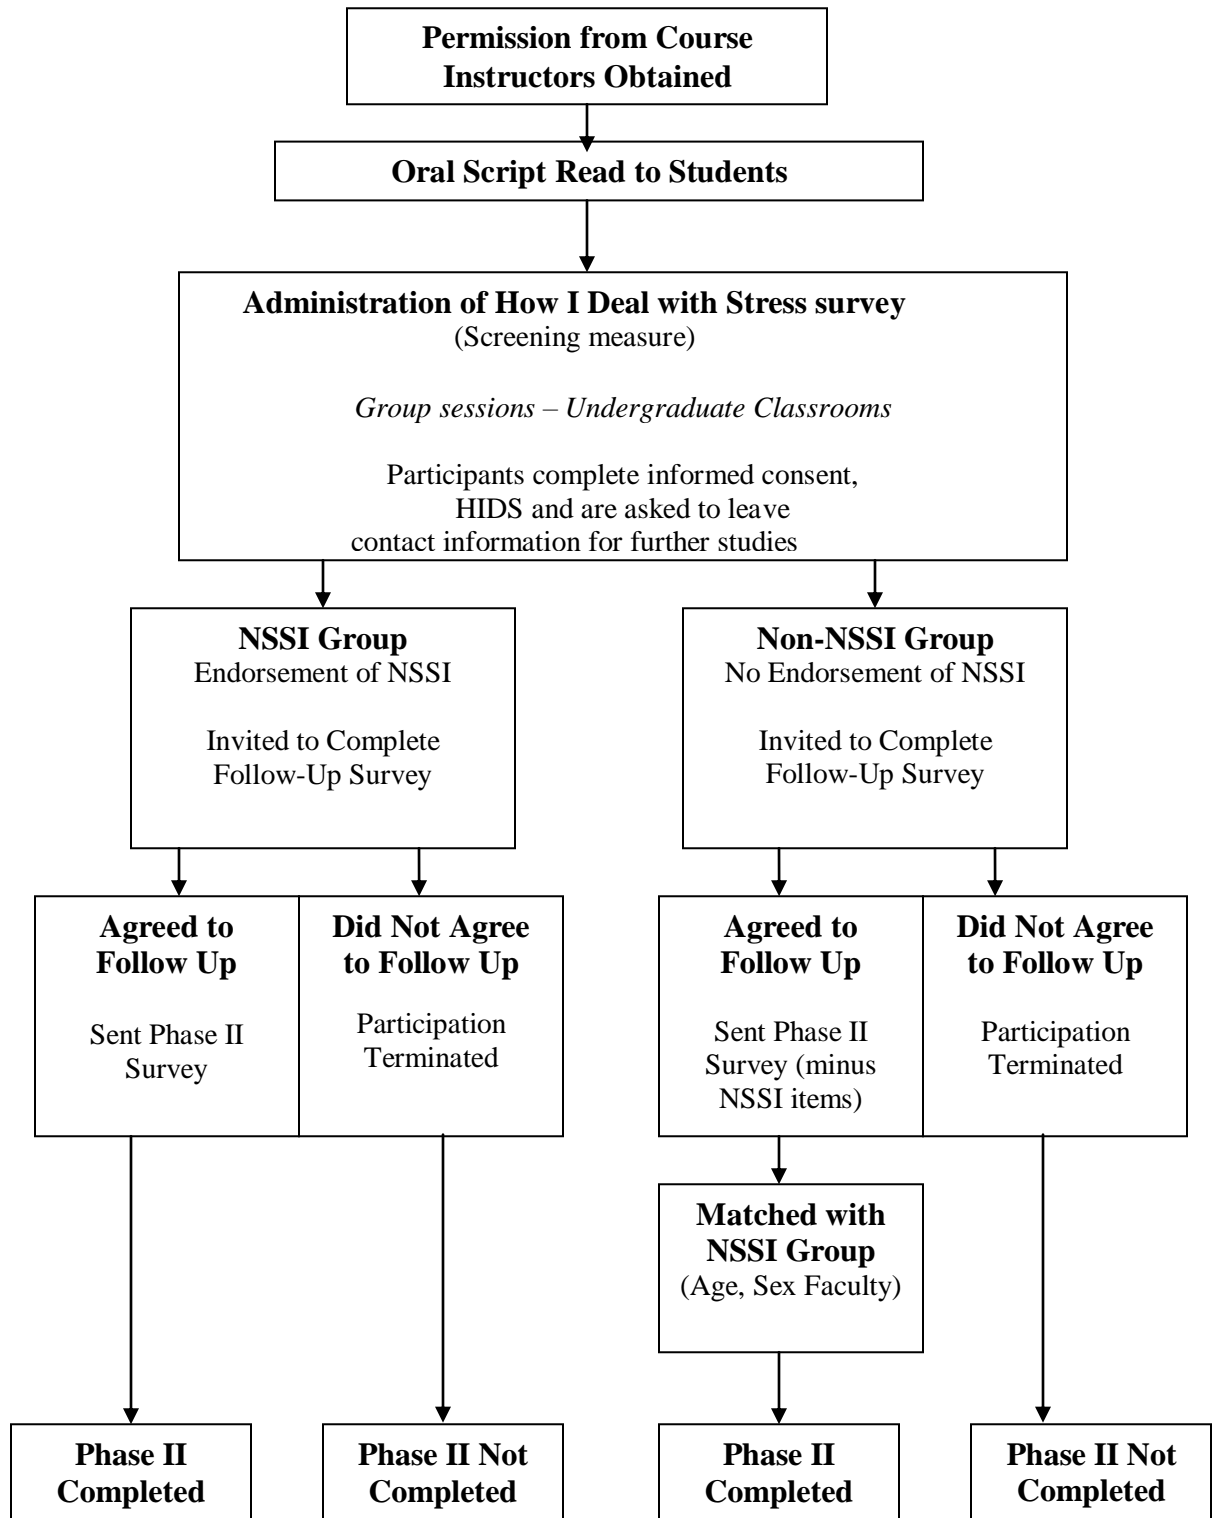 Permission from Course
Instructors Obtained
Oral Script Read to Students
Administration of How I Deal with Stress survey
(Screening measure)
Group sessions – Undergraduate Classrooms
Participants complete informed consent,
HIDS and are asked to leave
contact information for further studies
NSSI Group
Endorsement of NSSI
Invited to Complete
Follow-Up Survey
Non-NSSI Group
No Endorsement of NSSI
Invited to Complete
Follow-Up Survey
Agreed to
Follow Up
Sent Phase II
Survey
Did Not Agree
to Follow Up
Participation
Terminated
Agreed to
Follow Up
Sent Phase II
Survey (minus
NSSI items)
Did Not Agree
to Follow Up
Participation
Terminated
Matched with
NSSI Group
(Age, Sex Faculty)
Phase II
Completed
Phase II Not
Completed
Phase II
Completed
Phase II Not
Completed